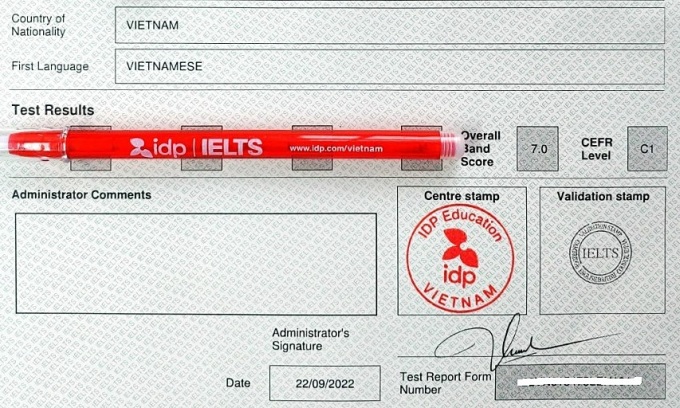 Country of
Nationality
VIETNAM
First Language
VIETNAMESE
Test Results
idp | IELTS www.idp.com/vietnam
Overall
Band
Score
7.0
CEFR
Level
C1
Administrator Comments
Centre stamp
IDP Education
idp
VIETNAM
Validation stamp
IELTS
Administrator's
Signature
Date
22/09/2022
Test Report Form
Number